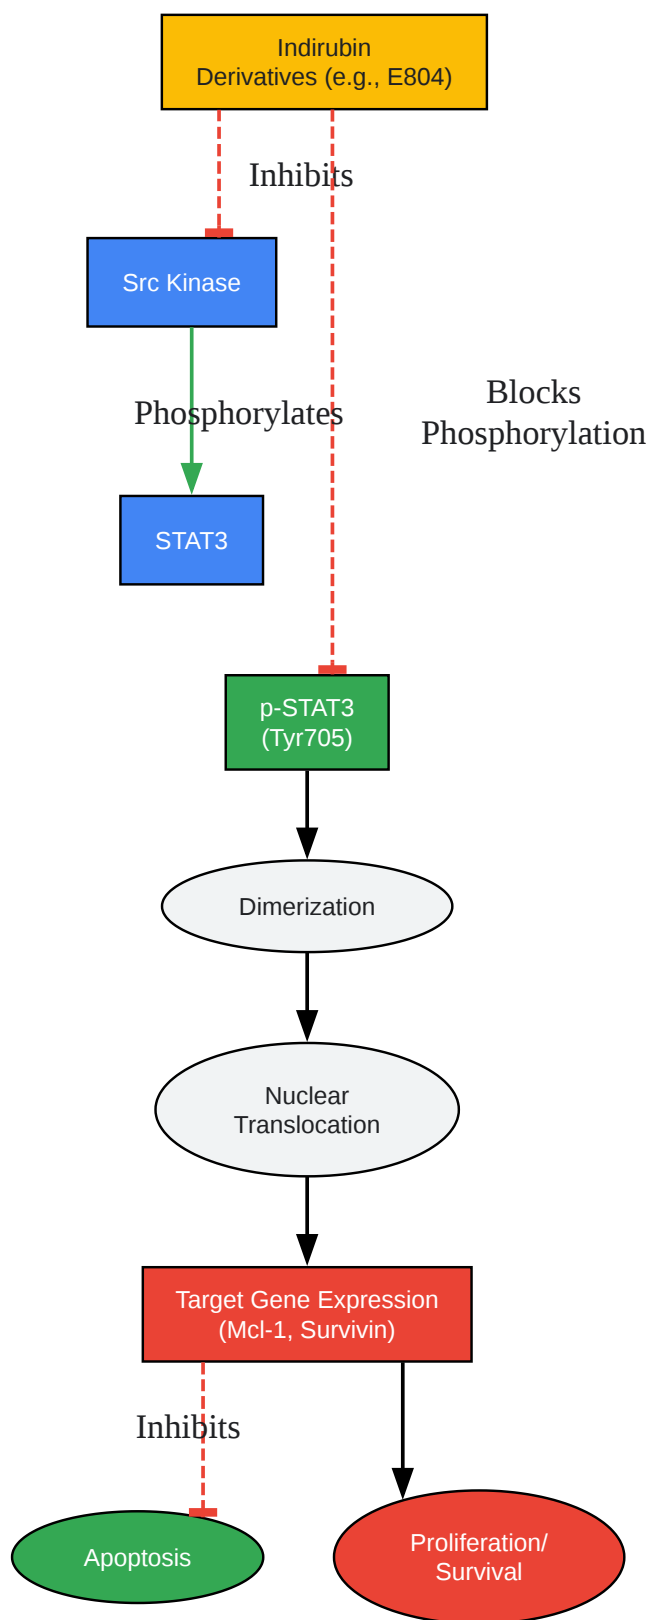 Indirubin
Derivatives (e.g., E804)
Inhibits
Src Kinase
Phosphorylates
Blocks
Phosphorylation
STAT3
p-STAT3
(Tyr705)
Dimerization
Nuclear
Translocation
Target Gene Expression
(Mcl-1, Survivin)
Inhibits
Apoptosis
Proliferation/
Survival